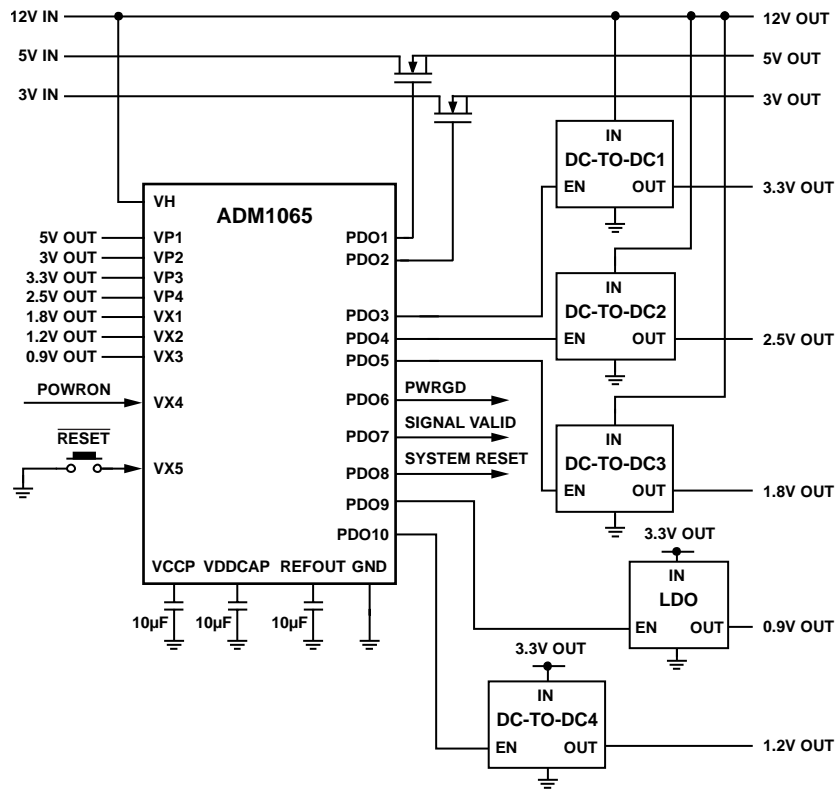 12V IN
12V OUT
5V IN
5V OUT
3V IN
3V OUT
IN
DC-TO-DC1
EN OUT
3.3V OUT
ADM1065
VH
5V OUT VP1
3V OUT VP2
3.3V OUT VP3
2.5V OUT VP4
1.8V OUT VX1
1.2V OUT VX2
0.9V OUT VX3
POWRON
VX4
RESET
VX5
PDO1
PDO2
PDO3
PDO4
PDO5
PDO6
PWRGD
PDO7
SIGNAL VALID
PDO8
SYSTEM RESET
PDO9
PDO10
VCCP VDDCAP REFOUT GND
10µF 10µF 10µF
IN
DC-TO-DC2
EN OUT
2.5V OUT
IN
DC-TO-DC3
EN OUT
1.8V OUT
3.3V OUT
IN
LDO
EN OUT
0.9V OUT
3.3V OUT
IN
DC-TO-DC4
EN OUT
1.2V OUT